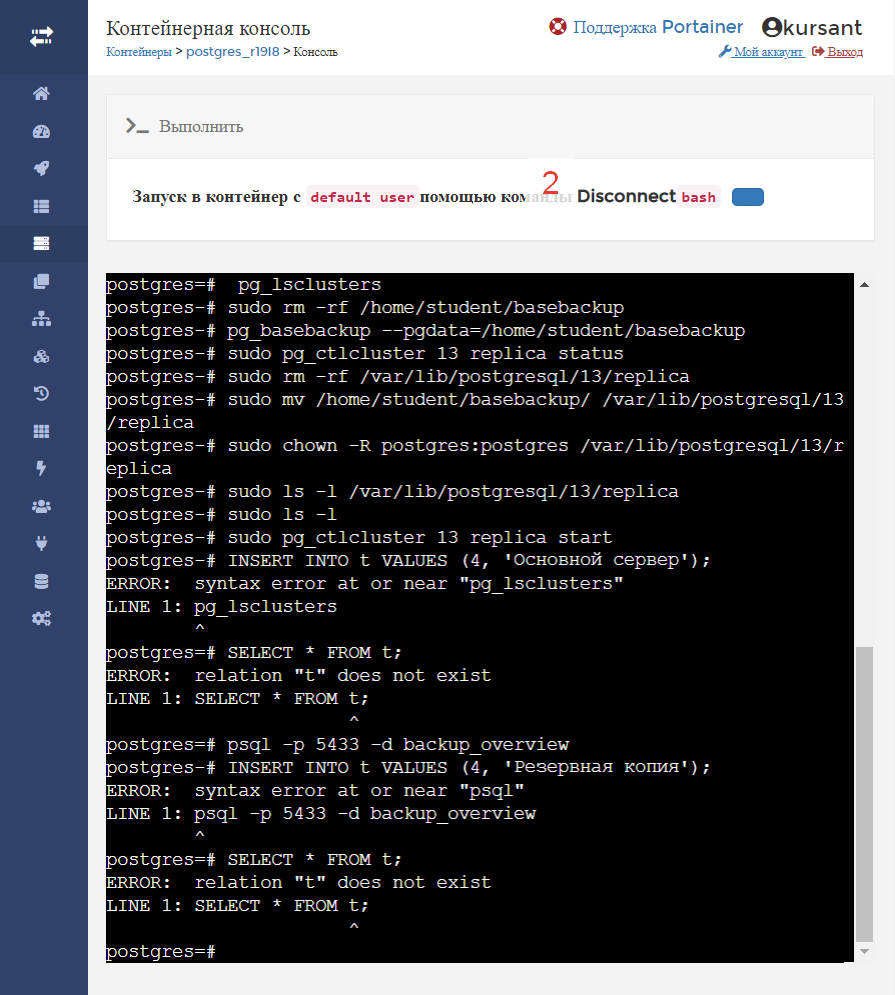 Контейнерная консоль
Контейнеры > postgres_r19l8 > Консоль
Поддержка Portainer
kursant
Мой аккаунт Выход
>_ Выполнить
2
Запуск в контейнер с default user помощью команды Disconnect bash
postgres=#  pg_lsclusters
postgres-# sudo rm -rf /home/student/basebackup
postgres-# pg_basebackup --pgdata=/home/student/basebackup
postgres-# sudo pg_ctlcluster 13 replica status
postgres-# sudo rm -rf /var/lib/postgresql/13/replica
postgres-# sudo mv /home/student/basebackup/ /var/lib/postgresql/13
/replica
postgres-# sudo chown -R postgres:postgres /var/lib/postgresql/13/r
eplica
postgres-# sudo ls -l /var/lib/postgresql/13/replica
postgres-# sudo ls -l
postgres-# sudo pg_ctlcluster 13 replica start
postgres-# INSERT INTO t VALUES (4, 'Основной сервер');
ERROR:  syntax error at or near "pg_lsclusters"
LINE 1: pg_lsclusters
^
postgres=# SELECT * FROM t;
ERROR:  relation "t" does not exist
LINE 1: SELECT * FROM t;
^
postgres=# psql -p 5433 -d backup_overview
postgres-# INSERT INTO t VALUES (4, 'Резервная копия');
ERROR:  syntax error at or near "psql"
LINE 1: psql -p 5433 -d backup_overview
^
postgres=# SELECT * FROM t;
ERROR:  relation "t" does not exist
LINE 1: SELECT * FROM t;
^
postgres=#